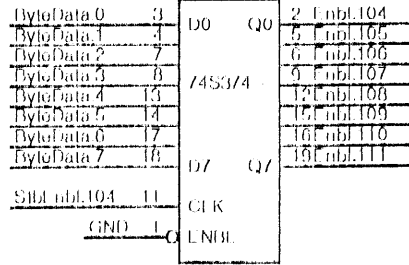 ByteData.0 3 D0 Q0 2 Enbl.104
ByteData.1 4 5 Enbl.105
ByteData.2 7 6 Enbl.106
ByteData.3 8 74S374 9 Enbl.107
ByteData.4 13 12 Enbl.108
ByteData.5 14 15 Enbl.109
ByteData.6 17 16 Enbl.110
ByteData.7 18 D7 Q7 19 Enbl.111
StbEnbl.104 11 CLK
GND 1 ENBL